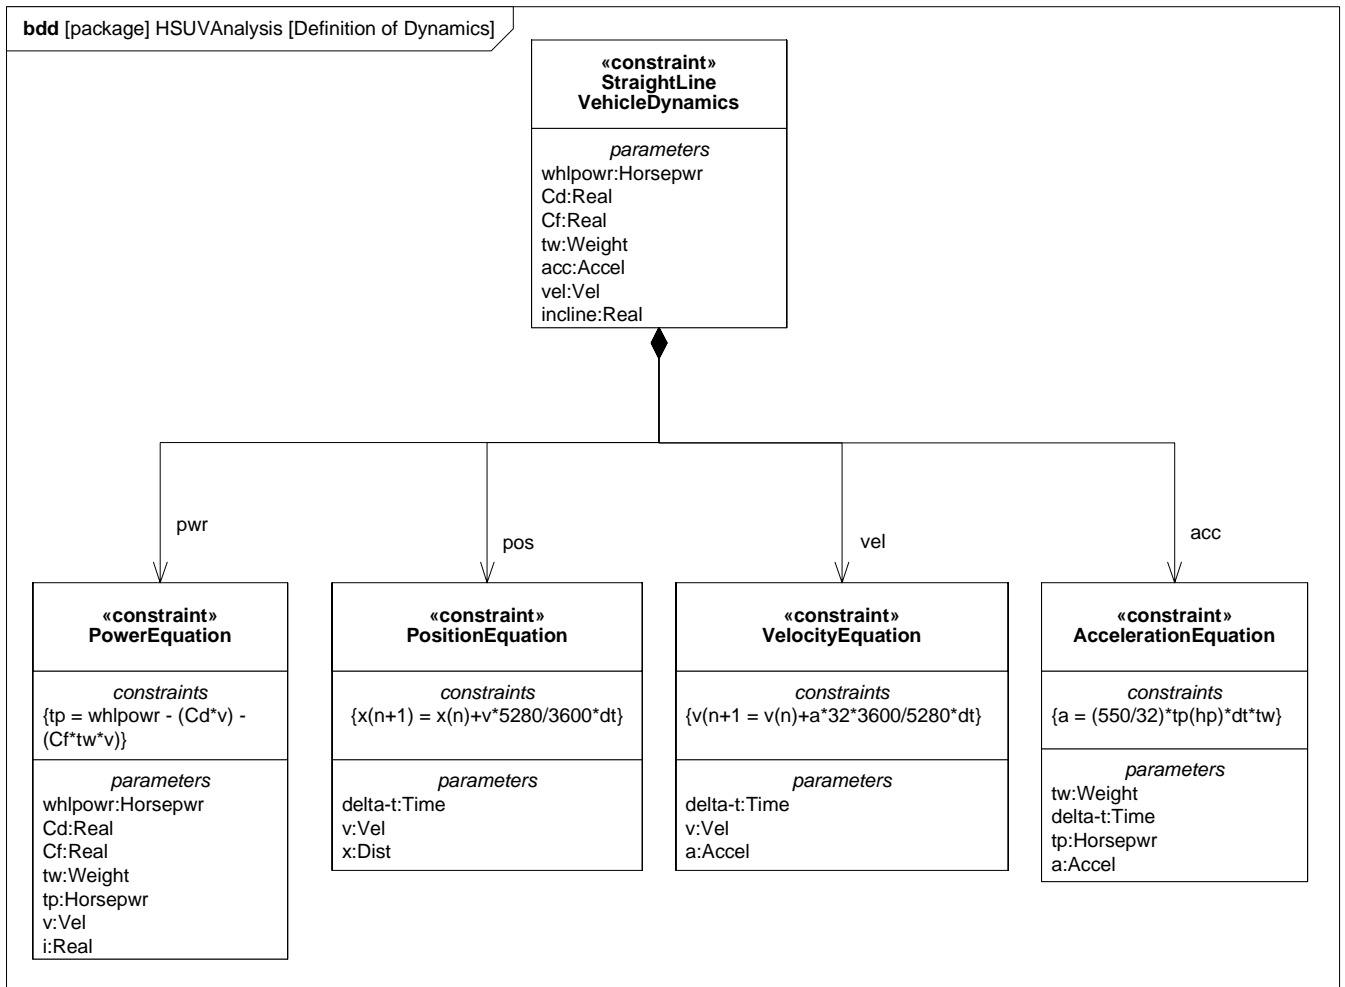 bdd [package] HSUVAnalysis [Definition of Dynamics]
«constraint»
StraightLine
VehicleDynamics
parameters
whlpowr:Horsepwr
Cd:Real
Cf:Real
tw:Weight
acc:Accel
vel:Vel
incline:Real
pwr
pos
vel
acc
«constraint»
PowerEquation
constraints
{tp = whlpowr - (Cd*v) -
(Cf*tw*v)}
parameters
whlpowr:Horsepwr
Cd:Real
Cf:Real
tw:Weight
tp:Horsepwr
v:Vel
i:Real
«constraint»
PositionEquation
constraints
{x(n+1) = x(n)+v*5280/3600*dt}
parameters
delta-t:Time
v:Vel
x:Dist
«constraint»
VelocityEquation
constraints
{v(n+1 = v(n)+a*32*3600/5280*dt}
parameters
delta-t:Time
v:Vel
a:Accel
«constraint»
AccelerationEquation
constraints
{a = (550/32)*tp(hp)*dt*tw}
parameters
tw:Weight
delta-t:Time
tp:Horsepwr
a:Accel